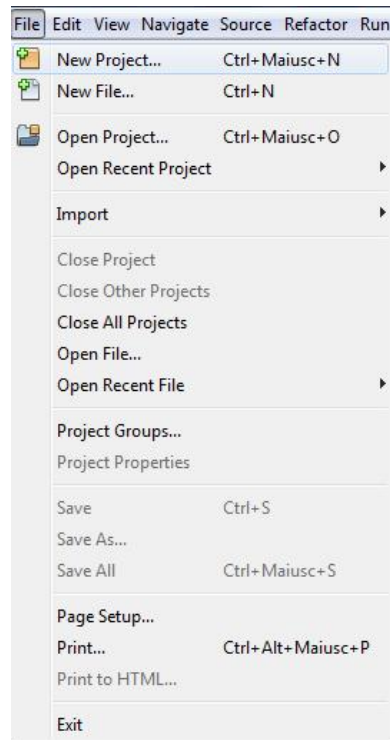 File Edit View Navigate Source Refactor Run
New Project... Ctrl+Maiusc+N
New File... Ctrl+N
Open Project... Ctrl+Maiusc+O
Open Recent Project
Import
Close Project
Close Other Projects
Close All Projects
Open File...
Open Recent File
Project Groups...
Project Properties
Save Ctrl+S
Save As...
Save All Ctrl+Maiusc+S
Page Setup...
Print... Ctrl+Alt+Maiusc+P
Print to HTML...
Exit